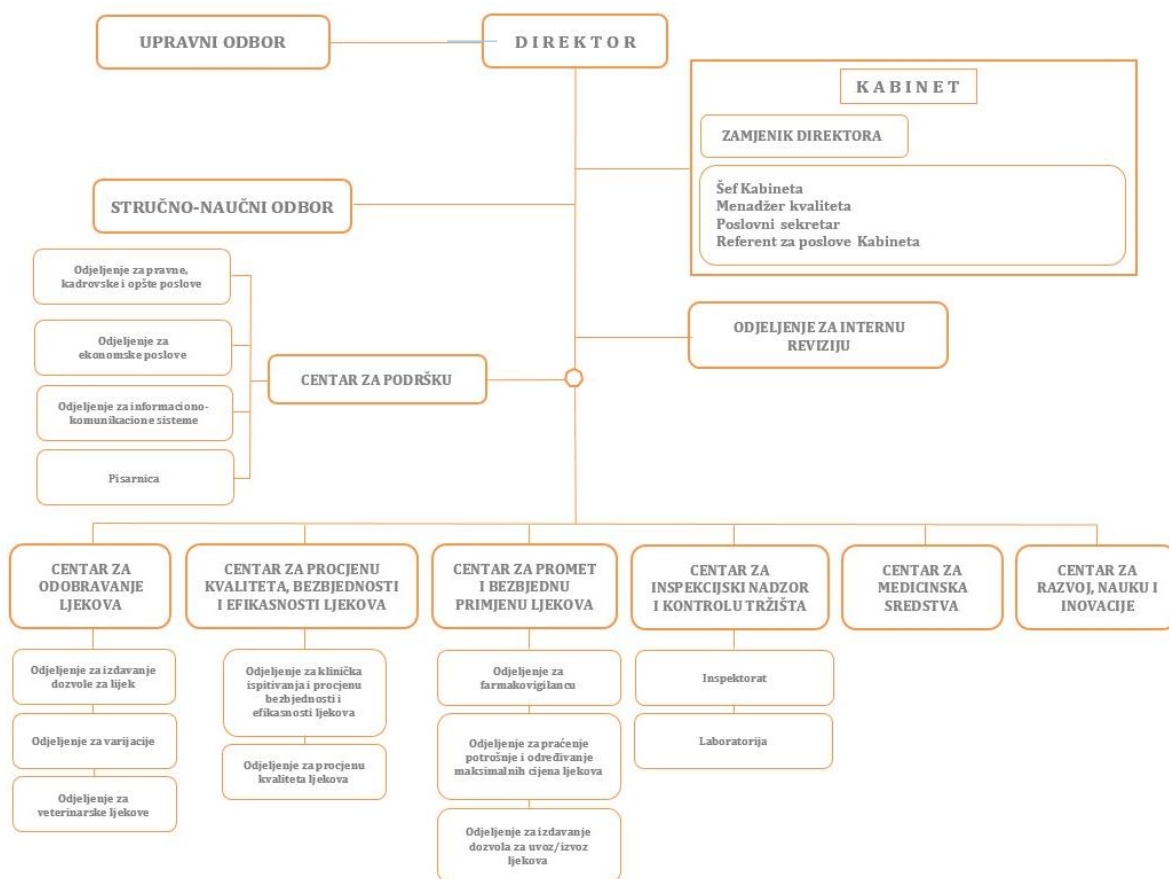 UPRAVNI ODBOR
D I R E K T O R
K A B I N E T
ZAMJENIK DIREKTORA
Šef Kabineta
Menadžer kvaliteta
Poslovni sekretar
Referent za poslove Kabineta
STRUČNO-NAUČNI ODBOR
Odjeljenje za pravne,
kadrovske i opšte poslove
Odjeljenje za
ekonomske poslove
Odjeljenje za informaciono-
komunikacione sisteme
Pisarnica
CENTAR ZA PODRŠKU
ODJELJENJE ZA INTERNU
REVIZIJU
CENTAR ZA
ODOBRAVANJE
LJEKOVA
Odjeljenje za izdavanje
dozvole za lijek
Odjeljenje za varijacije
Odjeljenje za
veterinarske ljekove
CENTAR ZA PROCJENU
KVALITETA, BEZBJEDNOSTI
I EFIKASNOSTI LJEKOVA
Odjeljenje za klinička
ispitivanja i procjenu
bezbjednosti i
efikasnosti ljekova
Odjeljenje za procjenu
kvaliteta ljekova
CENTAR ZA PROMET
I BEZBJEDNU
PRIMJENU LJEKOVA
Odjeljenje za
farmakovigilancu
Odjeljenje za praćenje
potrošnje i određivanje
maksimalnih cijena ljekova
Odjeljenje za izdavanje
dozvola za uvoz/izvoz
ljekova
CENTAR ZA
INSPEKCIJSKI NADZOR
I KONTROLU TRŽIŠTA
Inspektorat
Laboratorija
CENTAR ZA
MEDICINSKA
SREDSTVA
CENTAR ZA
RAZVOJ, NAUKU I
INOVACIJE